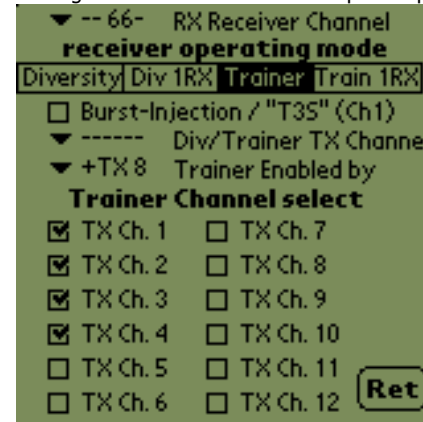 -- 66- RX Receiver Channel
receiver operating mode
Diversity Div 1RX Trainer Train 1RX
Burst-Injection / "T3S" (Ch1)
------ Div/Trainer TX Channe
+TX 8 Trainer Enabled by
Trainer Channel select
TX Ch. 1 TX Ch. 7
TX Ch. 2 TX Ch. 8
TX Ch. 3 TX Ch. 9
TX Ch. 4 TX Ch. 10
TX Ch. 5 TX Ch. 11
TX Ch. 6 TX Ch. 12 Ret